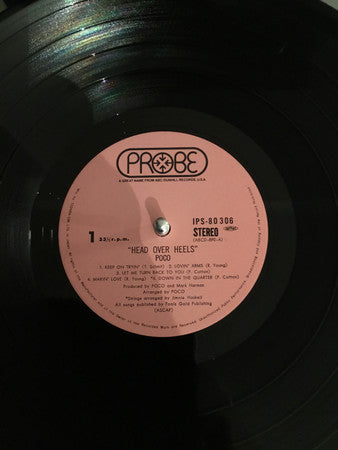 PROBE
A GREAT NAME FROM ABC-DUNHILL RECORDS, U.S.A.
IPS-80306
1 33⅓ r.p.m.
STEREO
(ABCD-890-A)
"HEAD OVER HEELS"
POCO
1. KEEP ON TRYIN' (T. Schmit) 2. LOVIN' ARMS (R. Young)
3. LET ME TURN BACK TO YOU (P. Cotton)
4. MAKIN' LOVE (R. Young) *5. DOWN IN THE QUARTER (P. Cotton)
Produced by POCO and Mark Harman
Arranged by POCO
*Strings arranged by Jimmie Haskell
All songs published by Fools Gold Publishing
(ASCAP)